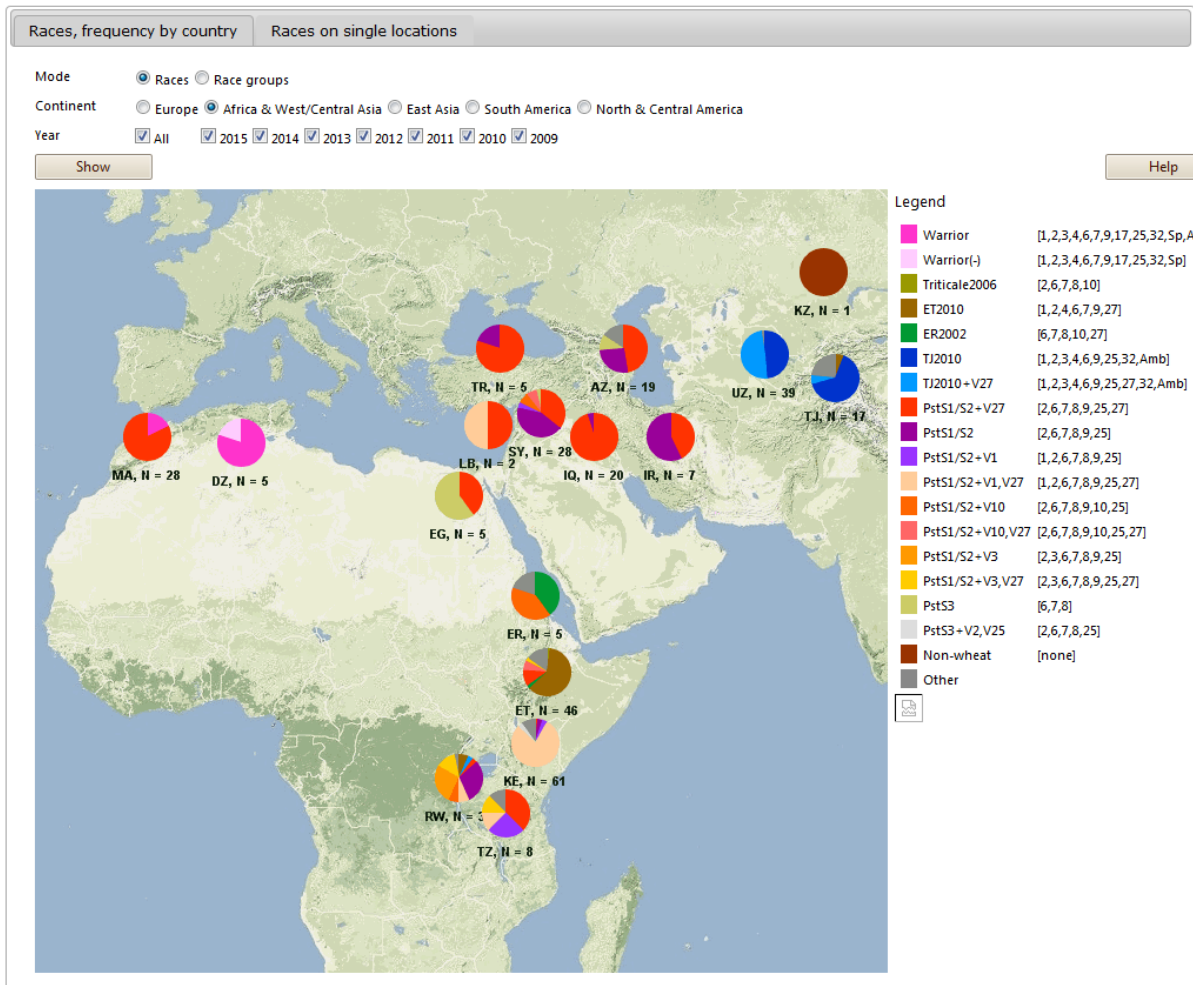 Races, frequency by country Races on single locations
Mode Races Race groups
Continent Europe Africa & West/Central Asia East Asia South America North & Central America
Year All 2015 2014 2013 2012 2011 2010 2009
Show Help
Legend
Warrior [1,2,3,4,6,7,9,17,25,32,Sp,A
Warrior(-) [1,2,3,4,6,7,9,17,25,32,Sp]
Triticale2006 [2,6,7,8,10]
ET2010 [1,2,4,6,7,9,27]
ER2002 [6,7,8,10,27]
TJ2010 [1,2,3,4,6,9,25,32,Amb]
TJ2010+V27 [1,2,3,4,6,9,25,27,32,Amb]
PstS1/S2+V27 [2,6,7,8,9,25,27]
PstS1/S2 [2,6,7,8,9,25]
PstS1/S2+V1 [1,2,6,7,8,9,25]
PstS1/S2+V1,V27 [1,2,6,7,8,9,25,27]
PstS1/S2+V10 [2,6,7,8,9,10,25]
PstS1/S2+V10,V27 [2,6,7,8,9,10,25,27]
PstS1/S2+V3 [2,3,6,7,8,9,25]
PstS1/S2+V3,V27 [2,3,6,7,8,9,25,27]
PstS3 [6,7,8]
PstS3+V2,V25 [2,6,7,8,25]
Non-wheat [none]
Other
KZ, N = 1
TR, N = 5
AZ, N = 19
UZ, N = 39
TJ, N = 17
MA, N = 28
DZ, N = 5
LB, N = 2
SY, N = 28
IQ, N = 20
IR, N = 7
EG, N = 5
ER, N = 5
ET, N = 46
KE, N = 61
RW, N = 3
TZ, N = 8